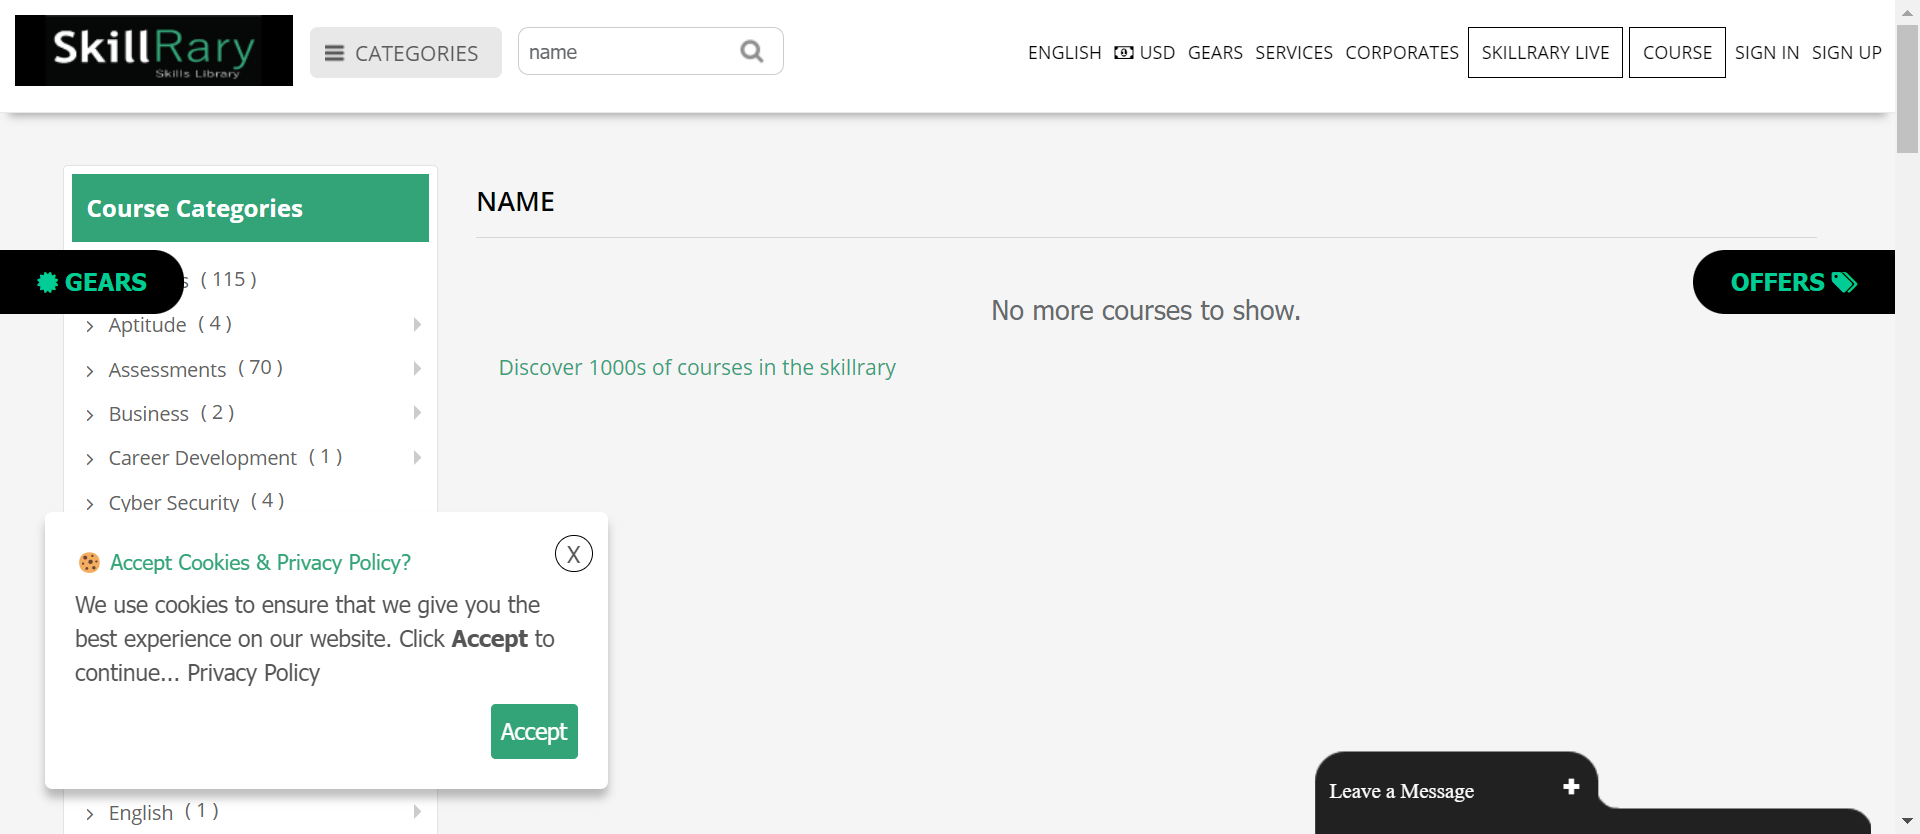 SkillRary
Skills Library
CATEGORIES
name
ENGLISH USD GEARS SERVICES CORPORATES SKILLRARY LIVE COURSE SIGN IN SIGN UP
Course Categories
NAME
GEARS
( 115 )
OFFERS
No more courses to show.
Aptitude ( 4 )
Discover 1000s of courses in the skillrary
Assessments ( 70 )
Business ( 2 )
Career Development ( 1 )
Cyber Security ( 4 )
Accept Cookies & Privacy Policy?
X
We use cookies to ensure that we give you the
best experience on our website. Click Accept to
continue... Privacy Policy
Accept
Leave a Message
English ( 1 )